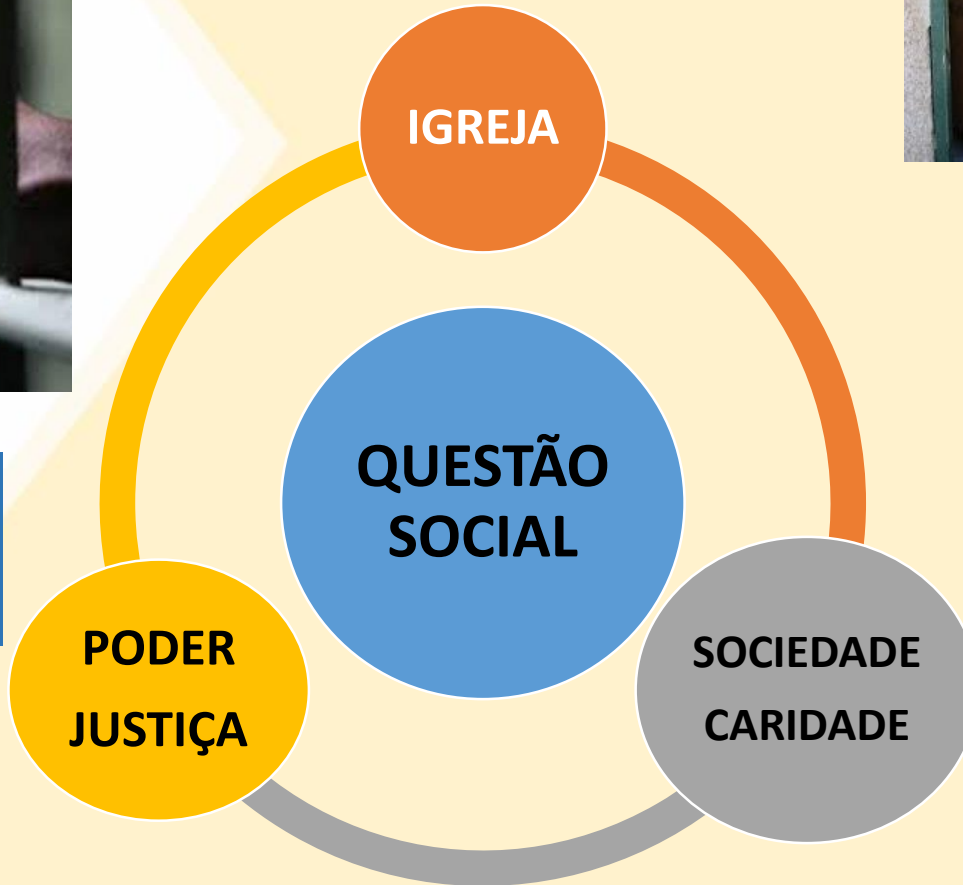 IGREJA
QUESTÃO
SOCIAL
PODER
JUSTIÇA
SOCIEDADE
CARIDADE